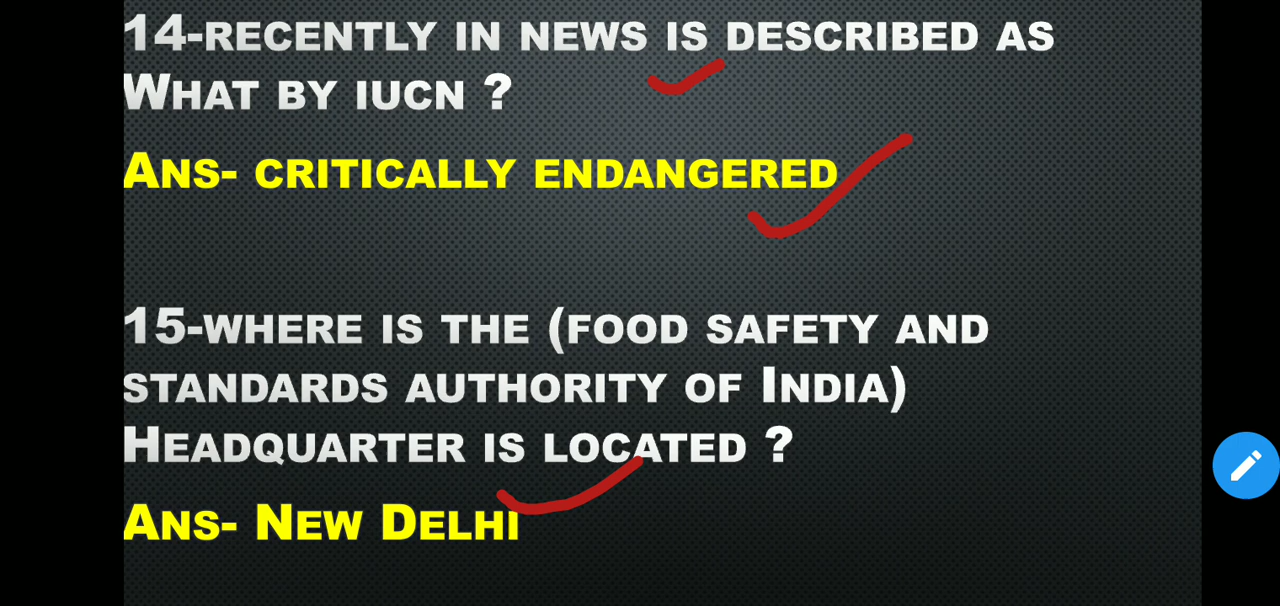 14-RECENTLY IN NEWS IS DESCRIBED AS
WHAT BY IUCN ?
ANS- CRITICALLY ENDANGERED
15-WHERE IS THE (FOOD SAFETY AND
STANDARDS AUTHORITY OF INDIA)
HEADQUARTER IS LOCATED ?
ANS- NEW DELHI